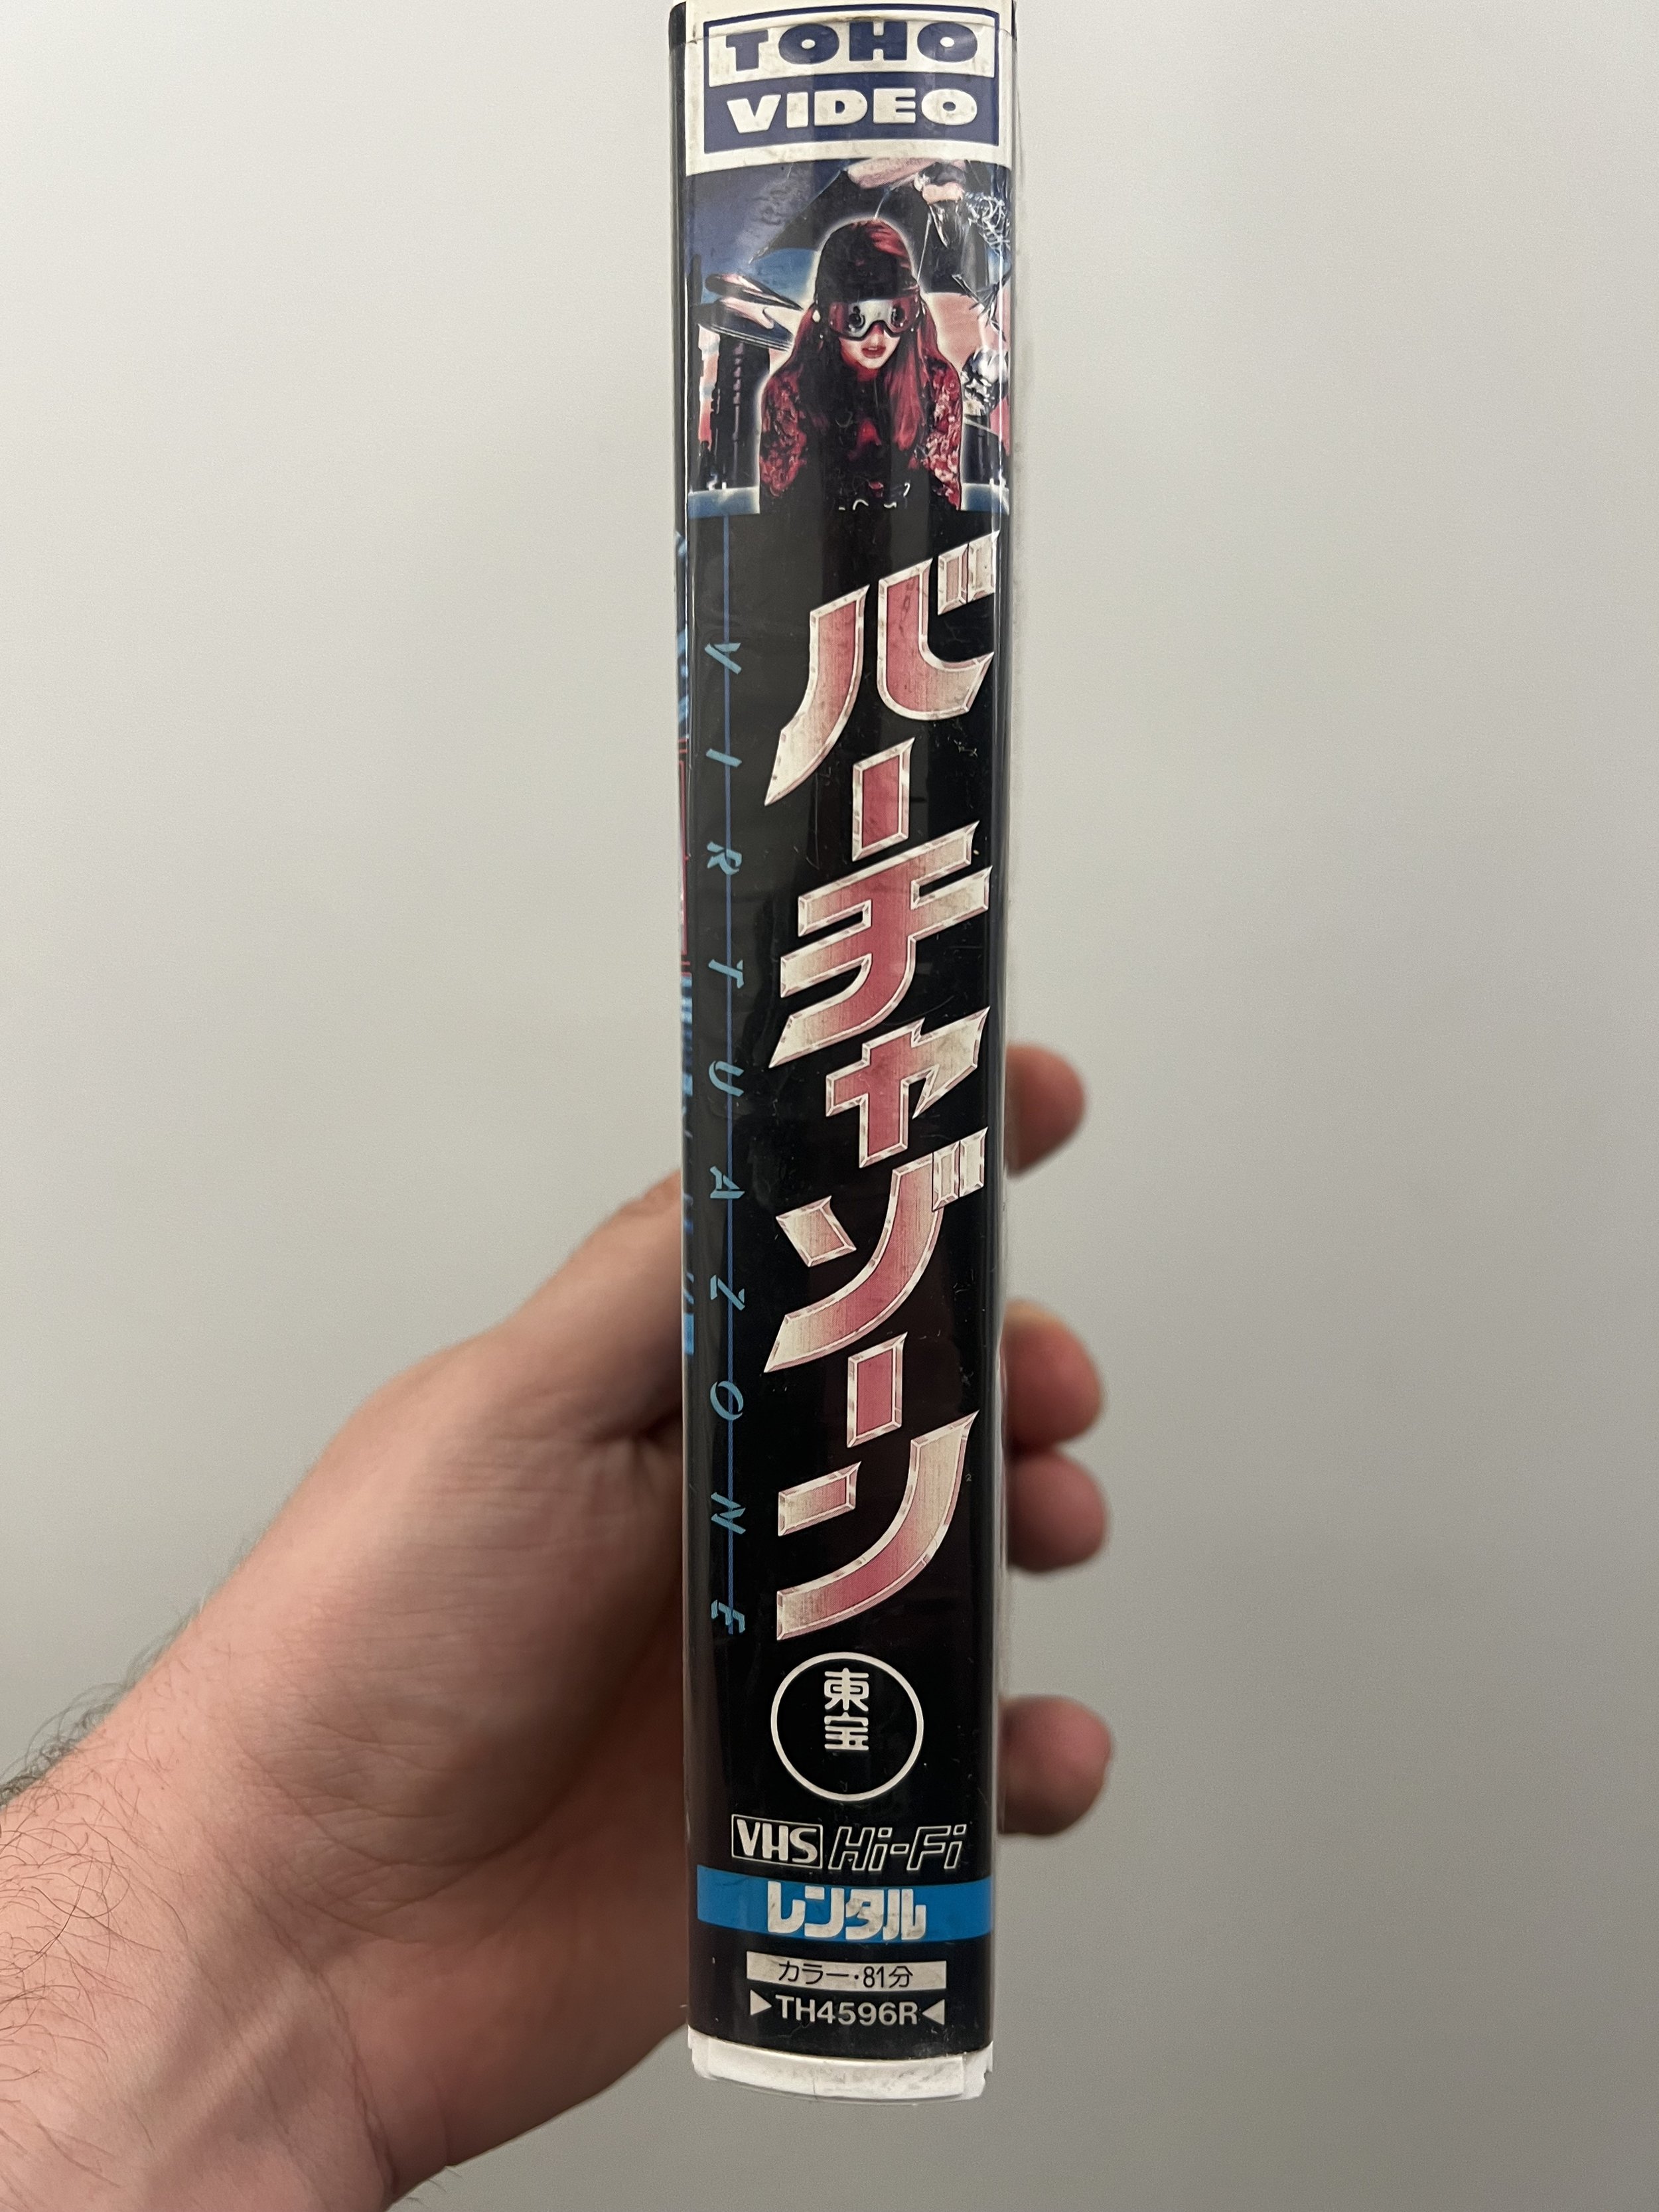 TOHO
VIDEO
バーチャゾーン
VIRTUAZONE
東宝
VHS Hi-Fi
レンタル
カラー・81分
▶TH4596R◀